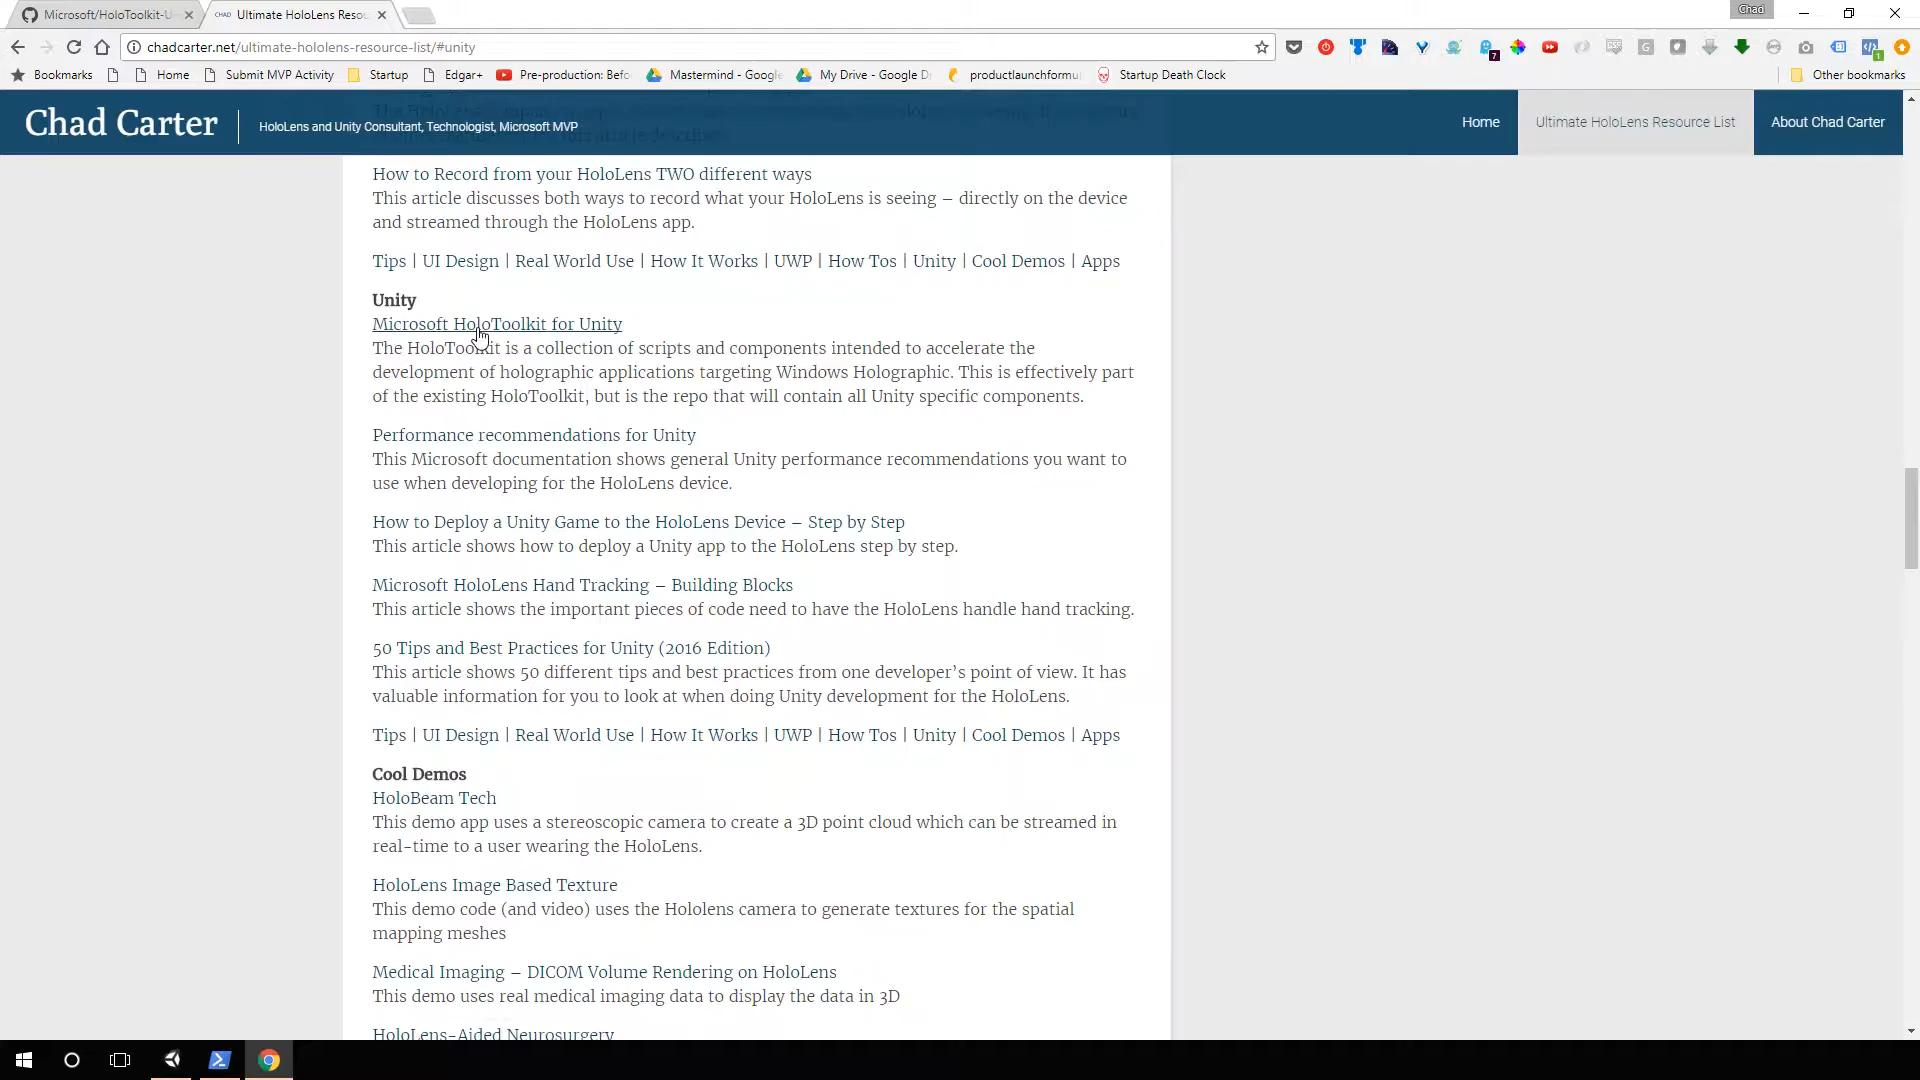 Microsoft/HoloToolkit-U
CHAD Ultimate HoloLens Resou
Chad
chadcarter.net/ultimate-hololens-resource-list/#unity
7
1
Bookmarks Home Submit MVP Activity Startup Edgar+ Pre-production: Befo Mastermind - Google My Drive - Google D productlaunchformu Startup Death Clock Other bookmarks
Chad Carter
HoloLens and Unity Consultant, Technologist, Microsoft MVP
Home Ultimate HoloLens Resource List About Chad Carter
How to Record from your HoloLens TWO different ways
This article discusses both ways to record what your HoloLens is seeing – directly on the device
and streamed through the HoloLens app.
Tips | UI Design | Real World Use | How It Works | UWP | How Tos | Unity | Cool Demos | Apps
Unity
Microsoft HoloToolkit for Unity
The HoloToolkit is a collection of scripts and components intended to accelerate the
development of holographic applications targeting Windows Holographic. This is effectively part
of the existing HoloToolkit, but is the repo that will contain all Unity specific components.
Performance recommendations for Unity
This Microsoft documentation shows general Unity performance recommendations you want to
use when developing for the HoloLens device.
How to Deploy a Unity Game to the HoloLens Device – Step by Step
This article shows how to deploy a Unity app to the HoloLens step by step.
Microsoft HoloLens Hand Tracking – Building Blocks
This article shows the important pieces of code need to have the HoloLens handle hand tracking.
50 Tips and Best Practices for Unity (2016 Edition)
This article shows 50 different tips and best practices from one developer’s point of view. It has
valuable information for you to look at when doing Unity development for the HoloLens.
Tips | UI Design | Real World Use | How It Works | UWP | How Tos | Unity | Cool Demos | Apps
Cool Demos
HoloBeam Tech
This demo app uses a stereoscopic camera to create a 3D point cloud which can be streamed in
real-time to a user wearing the HoloLens.
HoloLens Image Based Texture
This demo code (and video) uses the Hololens camera to generate textures for the spatial
mapping meshes
Medical Imaging – DICOM Volume Rendering on HoloLens
This demo uses real medical imaging data to display the data in 3D
HoloLens-Aided Neurosurgery